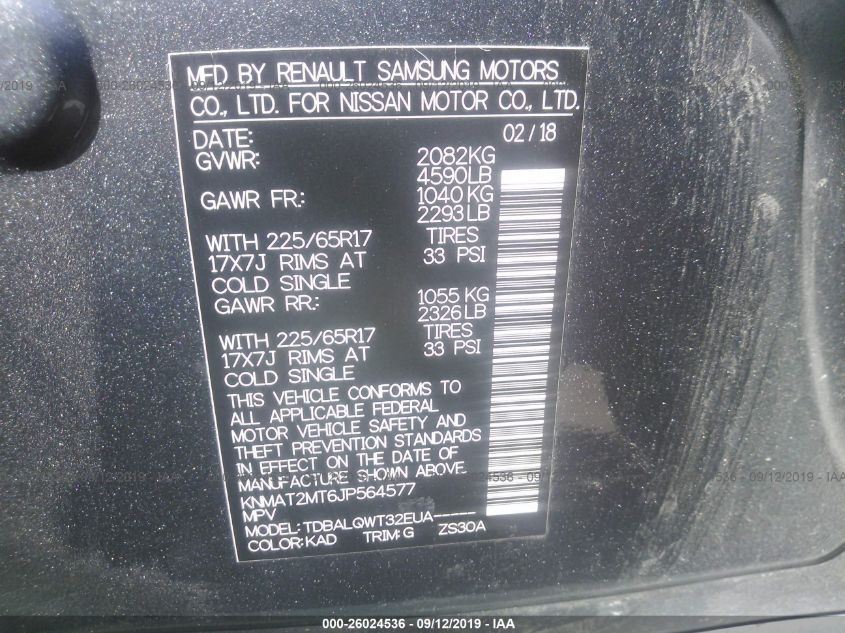 MFD BY RENAULT SAMSUNG MOTORS
CO., LTD. FOR NISSAN MOTOR CO., LTD.
DATE: 02/18
GVWR: 2082KG
4590LB
GAWR FR.: 1040 KG
2293 LB
WITH 225/65R17 TIRES
17X7J RIMS AT 33 PSI
COLD SINGLE
GAWR RR.: 1055 KG
2326 LB
WITH 225/65R17 TIRES
17X7J RIMS AT 33 PSI
COLD SINGLE
THIS VEHICLE CONFORMS TO
ALL APPLICABLE FEDERAL
MOTOR VEHICLE SAFETY AND
THEFT PREVENTION STANDARDS
IN EFFECT ON THE DATE OF
MANUFACTURE SHOWN ABOVE.
KNMAT2MT6JP564577
MPV
MODEL: TDBALQWT32EUA-----
COLOR: KAD TRIM: G ZS30A
000-26024536 - 09/12/2019 - IAA